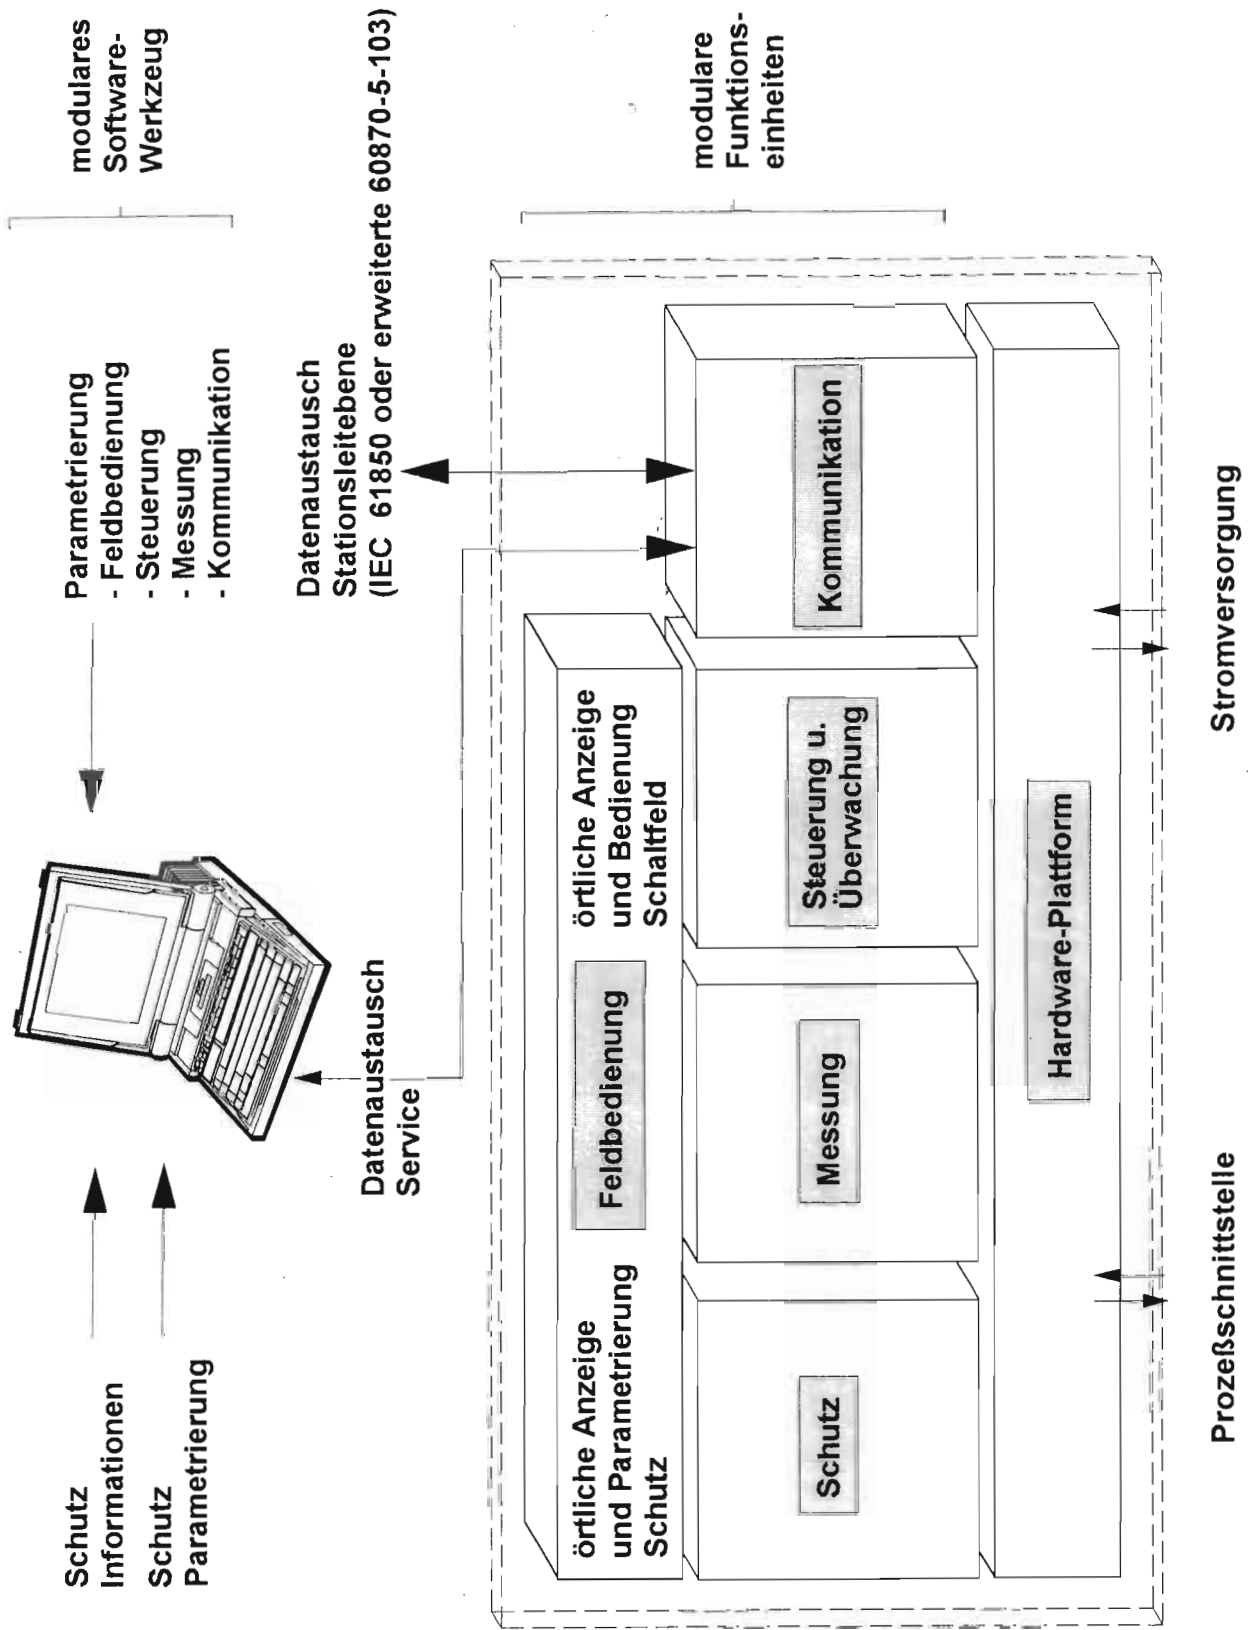 Schutz
Informationen
Schutz
Parametrierung
Parametrierung
- Feldbedienung
- Steuerung
- Messung
- Kommunikation
modulares
Software-
Werkzeug
Datenaustausch
Service
Datenaustausch
Stationsleitebene
(IEC 61850 oder erweiterte 60870-5-103)
örtliche Anzeige
und Parametrierung
Schutz
Feldbedienung
örtliche Anzeige
und Bedienung
Schaltfeld
modulare
Funktions-
einheiten
Schutz
Messung
Steuerung u.
Überwachung
Kommunikation
Hardware-Plattform
Prozeßschnittstelle
Stromversorgung